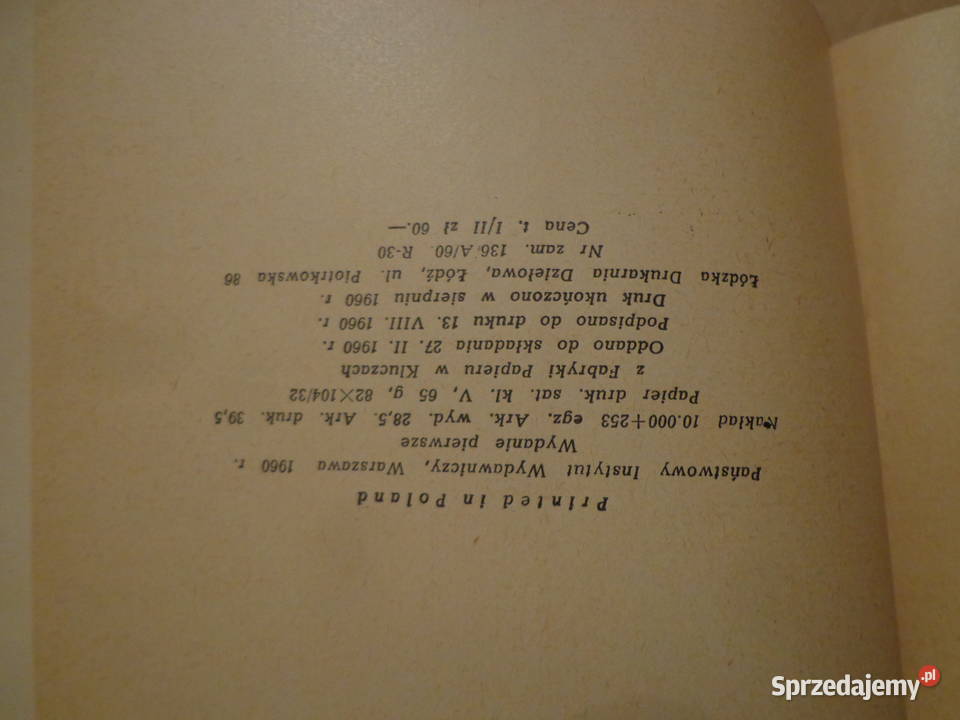 Printed in Poland
Państwowy Instytut Wydawniczy, Warszawa 1960 r.
Wydanie pierwsze
Nakład 10.000+253 egz. Ark. wyd. 28,5. Ark. druk. 39,5
Papier druk. sat. kl. V, 65 g, 82×104/32
z Fabryki Papieru w Kluczach
Oddano do składania 27. II. 1960 r.
Podpisano do druku 13. VIII. 1960 r.
Druk ukończono w sierpniu 1960 r.
Łódzka Drukarnia Dziełowa, Łódź, ul. Piotrkowska 86
Nr zam. 136/A/60. R-30
Cena t. I/II zł 60.—
Sprzedajemy.pl